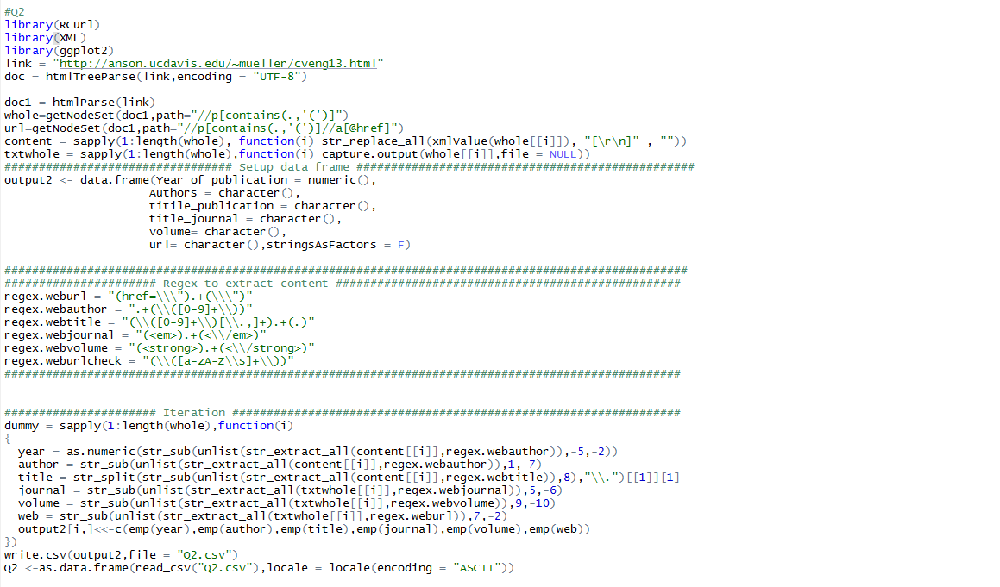 #Q2
library(RCurl)
library(XML)
library(ggplot2)
link = "http://anson.ucdavis.edu/~mueller/cveng13.html"
doc = htmlTreeParse(link,encoding = "UTF-8")
doc1 = htmlParse(link)
whole=getNodeSet(doc1,path="//p[contains(.,'(')]")
url=getNodeSet(doc1,path="//p[contains(.,'(')]//a[@href]")
content = sapply(1:length(whole), function(i) str_replace_all(xmlValue(whole[[i]]), "[\r\n]" , ""))
txtwhole = sapply(1:length(whole),function(i) capture.output(whole[[i]],file = NULL))
################################# Setup data frame #################################################
output2 <- data.frame(Year_of_publication = numeric(),
Authors = character(),
titile_publication = character(),
title_journal = character(),
volume= character(),
url= character(),stringsAsFactors = F)
###################################################################################################
###################### Regex to extract content ##################################################
regex.weburl = "(href=\\\").+(\\\")"
regex.webauthor = ".+(\\([0-9]+\\))"
regex.webtitle = "(\\([0-9]+\\)[\\.,]+).+(.)"
regex.webjournal = "(<em>).+(<\\/em>)"
regex.webvolume = "(<strong>).+(<\\/strong>)"
regex.weburlcheck = "(\\([a-zA-Z\\s]+\\))"
##################################################################################################
###################### Iteration #################################################################
dummy = sapply(1:length(whole),function(i)
{
year = as.numeric(str_sub(unlist(str_extract_all(content[[i]],regex.webauthor)),-5,-2))
author = str_sub(unlist(str_extract_all(content[[i]],regex.webauthor)),1,-7)
title = str_split(str_sub(unlist(str_extract_all(content[[i]],regex.webtitle)),8),"\\.")[[1]][1]
journal = str_sub(unlist(str_extract_all(txtwhole[[i]],regex.webjournal)),5,-6)
volume = str_sub(unlist(str_extract_all(txtwhole[[i]],regex.webvolume)),9,-10)
web = str_sub(unlist(str_extract_all(txtwhole[[i]],regex.weburl)),7,-2)
output2[i,]<<-c(emp(year),emp(author),emp(title),emp(journal),emp(volume),emp(web))
})
write.csv(output2,file = "Q2.csv")
Q2 <-as.data.frame(read_csv("Q2.csv"),locale = locale(encoding = "ASCII"))